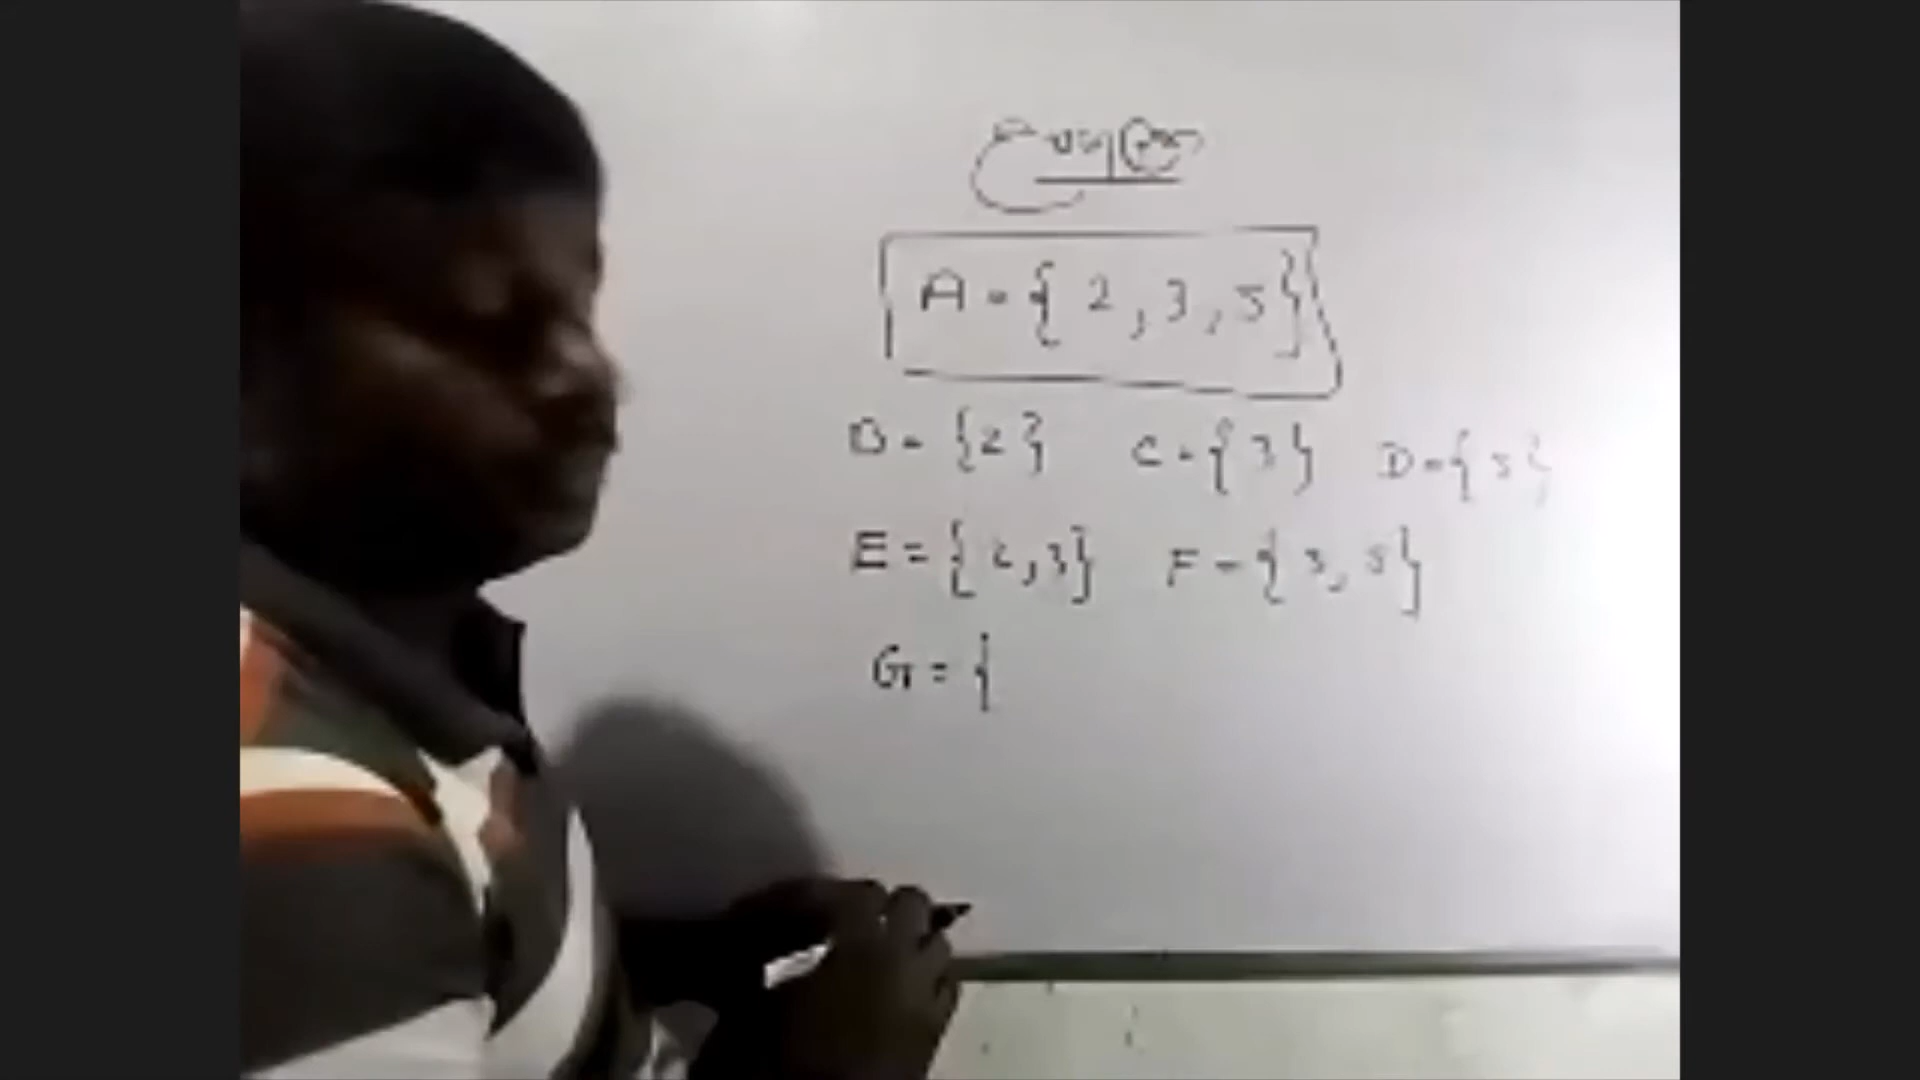 A = { 2 , 3 , 5 }
B = {2} C = { 3 } D = { 5 }
E = { 2 , 3 } F = { 3 , 5 }
G = {